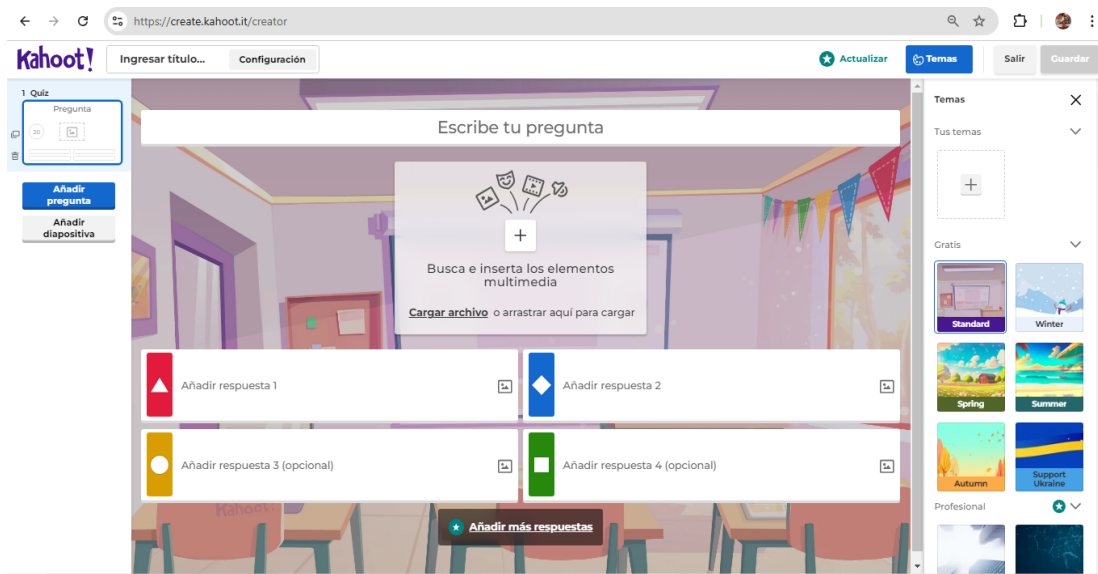 https://create.kahoot.it/creator
Kahoot!
Ingresar título...
Configuración
Actualizar
Temas
Salir
Guardar
1 Quiz
Pregunta
20
Añadir
pregunta
Añadir
diapositiva
Escribe tu pregunta
Busca e inserta los elementos
multimedia
Cargar archivo o arrastrar aquí para cargar
Añadir respuesta 1
Añadir respuesta 2
Añadir respuesta 3 (opcional)
Añadir respuesta 4 (opcional)
Kahoot!
Añadir más respuestas
Temas
Tus temas
Gratis
Standard
Winter
Spring
Summer
Autumn
Support
Ukraine
Profesional